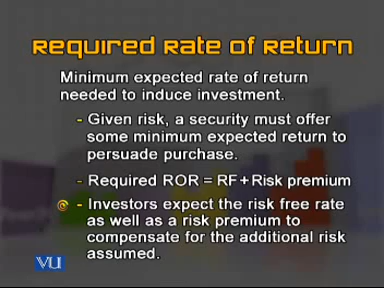 Required Rate of Return
Minimum expected rate of return
needed to induce investment.
- Given risk, a security must offer
some minimum expected return to
persuade purchase.
- Required ROR = RF + Risk premium
- Investors expect the risk free rate
as well as a risk premium to
compensate for the additional risk
assumed.
VU